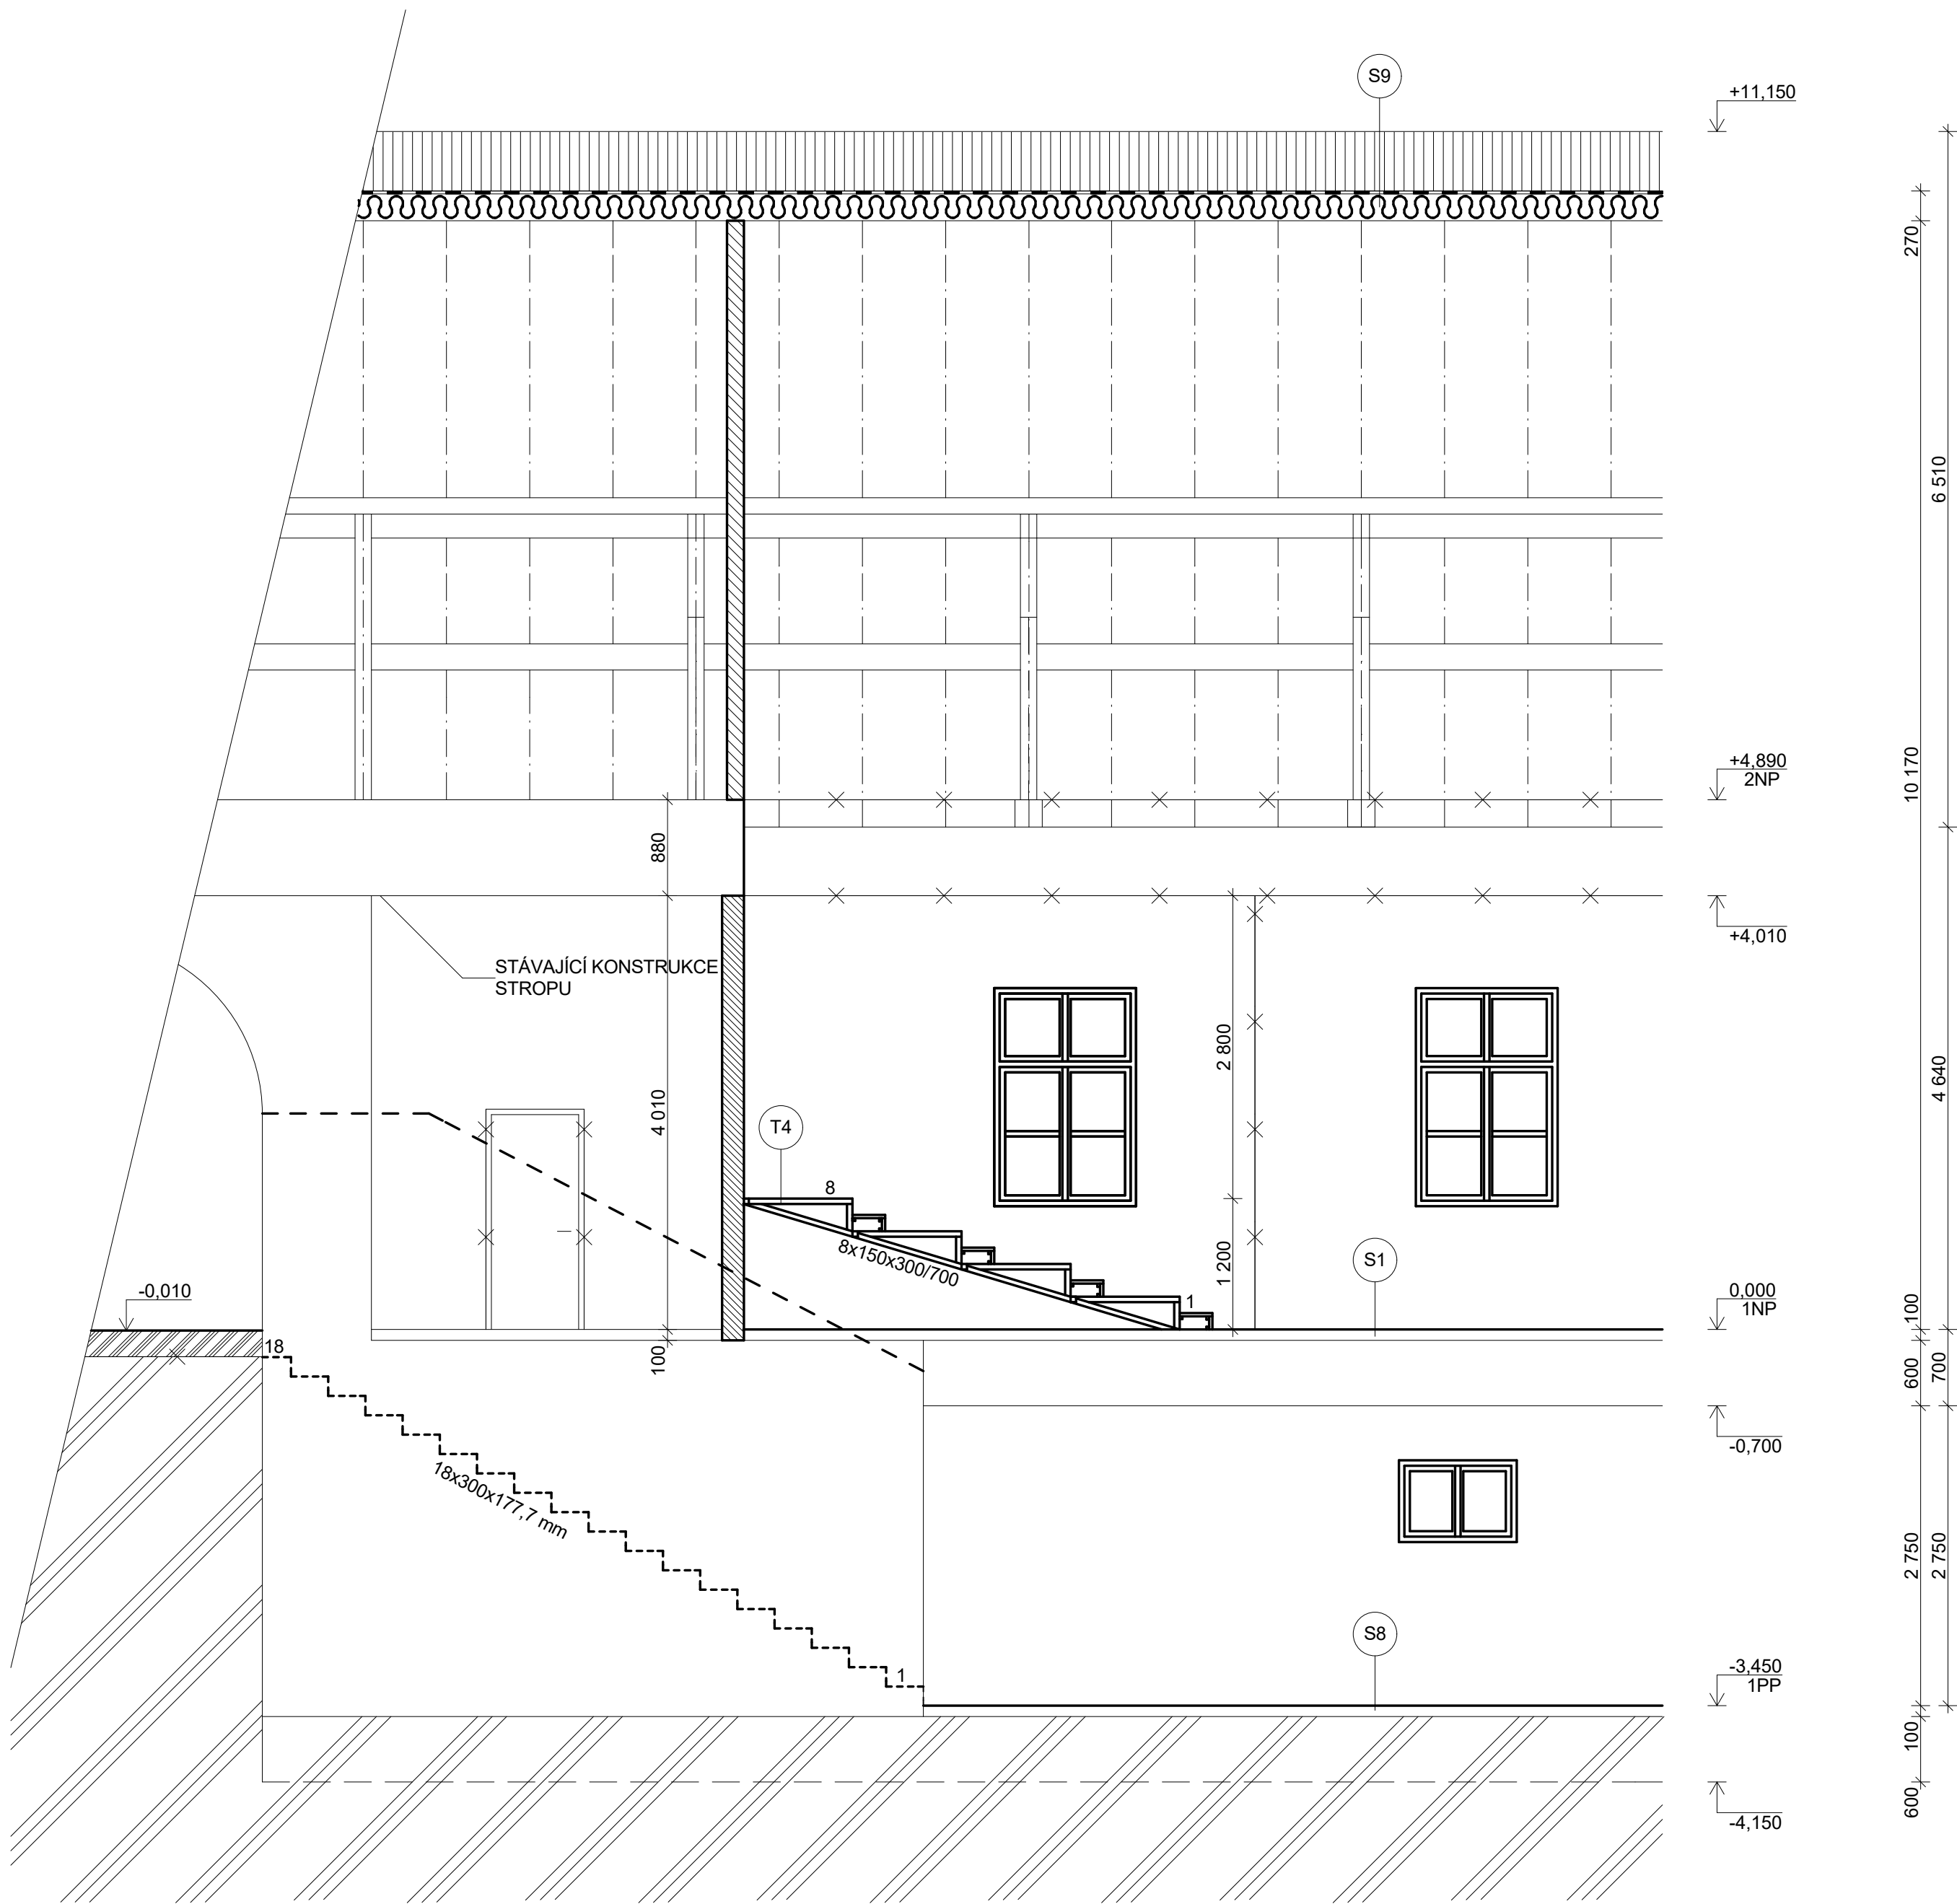 S9
+11,150
270
6 510
10 170
+4,890
2NP
880
+4,010
STÁVAJÍCÍ KONSTRUKCE
STROPU
2 800
4 640
4 010
T4
8
8x150x300/700
1 200
S1
1
-0,010
0,000
1NP
100
18
100
600
700
-0,700
18x300x177,7 mm
2 750
2 750
S8
1
-3,450
1PP
100
600
-4,150